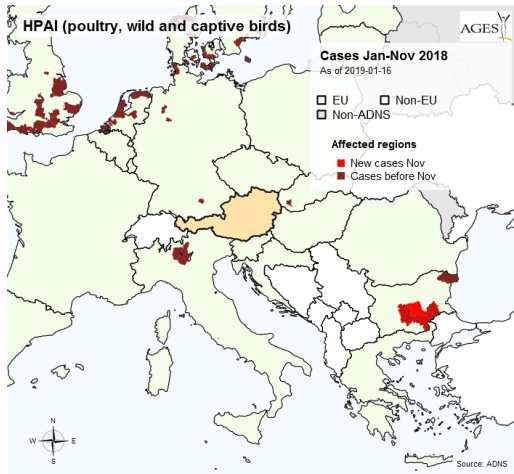 HPAI (poultry, wild and captive birds)
AGES
Cases Jan-Nov 2018
As of 2019-01-16
EU
Non-EU
Non-ADNS
Affected regions
New cases Nov
Cases before Nov
N
W E
S
Source: ADNS